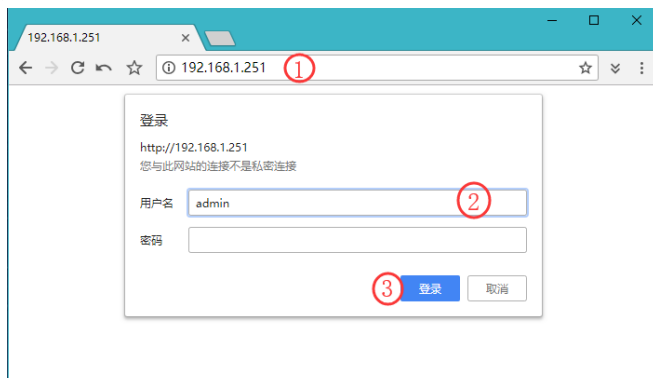 192.168.1.251
192.168.1.251 ①
登录
http://192.168.1.251
您与此网站的连接不是私密连接
用户名 admin ②
密码
③ 登录 取消